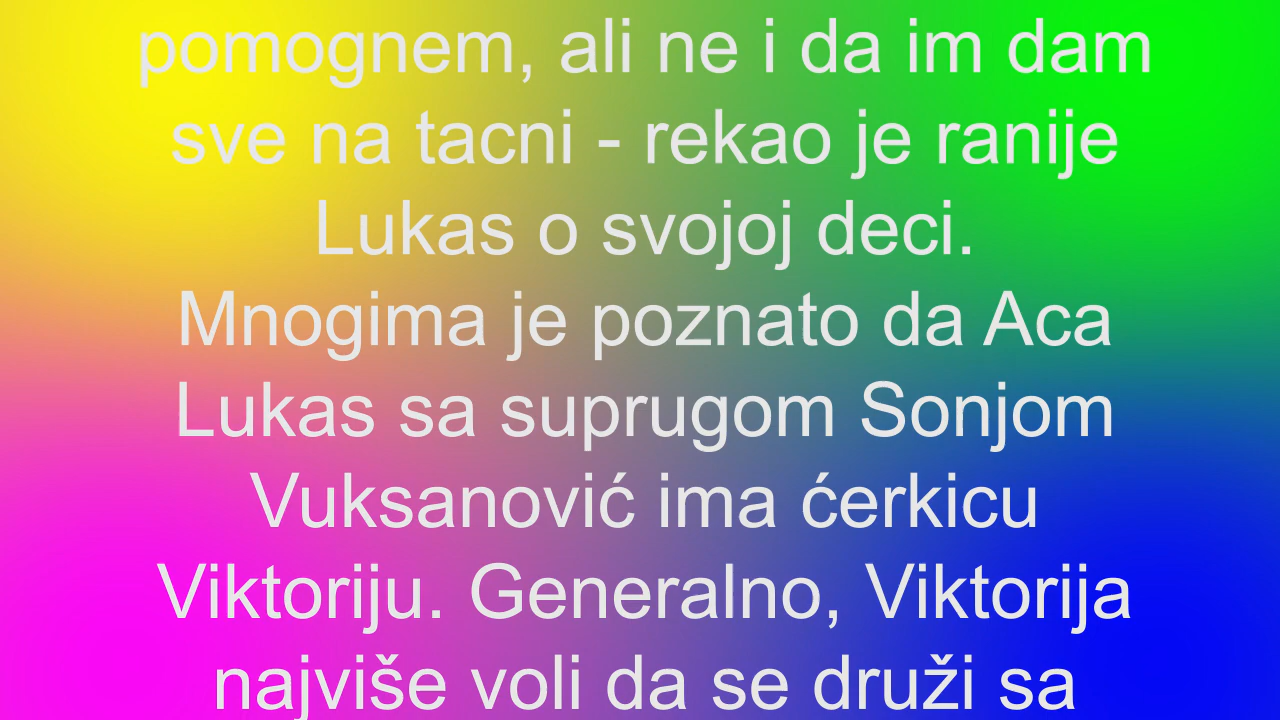 pomognem, ali ne i da im dam
sve na tacni - rekao je ranije
Lukas o svojoj deci.
Mnogima je poznato da Aca
Lukas sa suprugom Sonjom
Vuksanović ima ćerkicu
Viktoriju. Generalno, Viktorija
najviše voli da se druži sa